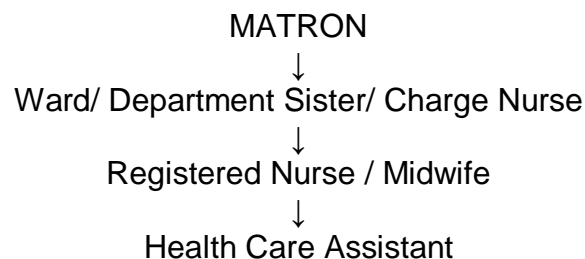 MATRON
↓
Ward/ Department Sister/ Charge Nurse
↓
Registered Nurse / Midwife
↓
Health Care Assistant